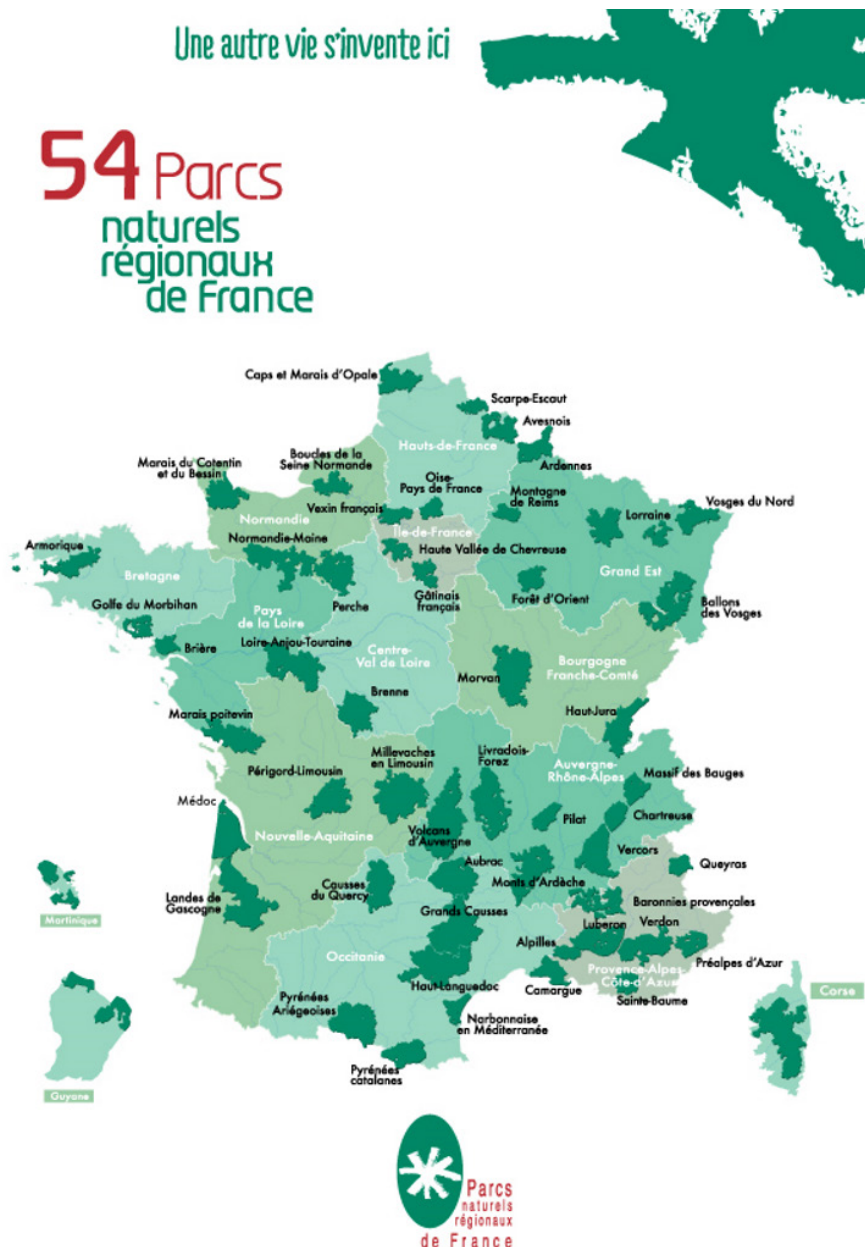 Une autre vie s'invente ici
54 Parcs
naturels
régionaux
de France
Caps et Marais d'Opale
Scarpe-Escaut
Avesnois
Hauts-de-France
Ardennes
Marais du Cotentin
et du Bessin
Boucles de la
Seine Normande
Oise-
Pays de France
Montagne
de Reims
Vosges du Nord
Vexin français
Lorraine
Normandie
Île-de-France
Normandie-Maine
Haute Vallée de Chevreuse
Armorique
Bretagne
Grand Est
Golfe du Morbihan
Perche
Gâtinais
français
Forêt d'Orient
Ballons
des Vosges
Pays
de la Loire
Brière
Loire-Anjou-Touraine
Centre-
Val de Loire
Bourgogne
Franche-Comté
Morvan
Brenne
Haut-Jura
Marais poitevin
Périgord-Limousin
Millevaches
en Limousin
Livradois-
Forez
Auvergne-
Rhône-Alpes
Massif des Bauges
Médoc
Chartreuse
Pilat
Nouvelle-Aquitaine
Volcans
d'Auvergne
Vercors
Aubrac
Queyras
Monts d'Ardèche
Causses
du Quercy
Landes de
Gascogne
Baronnies provençales
Grands Causses
Martinique
Luberon
Verdon
Alpilles
Occitanie
Préalpes d'Azur
Provence-Alpes-
Côte-d'Azur
Haut-Languedoc
Camargue
Sainte-Baume
Corse
Pyrénées
Ariégeoises
Narbonnaise
en Méditerranée
Pyrénées
catalanes
Guyane
Parcs
naturels
régionaux
de France